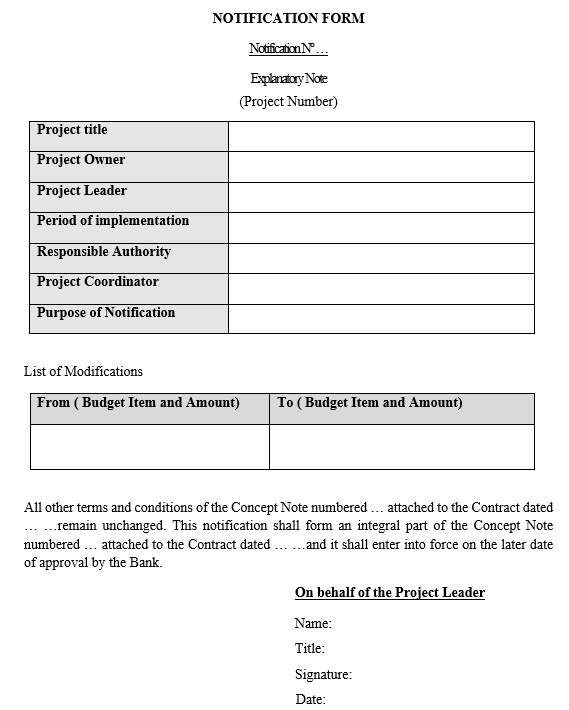 NOTIFICATION FORM
Notification Nº…
Explanatory Note
(Project Number)
Project title
Project Owner
Project Leader
Period of implementation
Responsible Authority
Project Coordinator
Purpose of Notification
List of Modifications
From ( Budget Item and Amount) To ( Budget Item and Amount)
All other terms and conditions of the Concept Note numbered … attached to the Contract dated
… …remain unchanged. This notification shall form an integral part of the Concept Note
numbered … attached to the Contract dated … …and it shall enter into force on the later date
of approval by the Bank.
On behalf of the Project Leader
Name:
Title:
Signature:
Date: